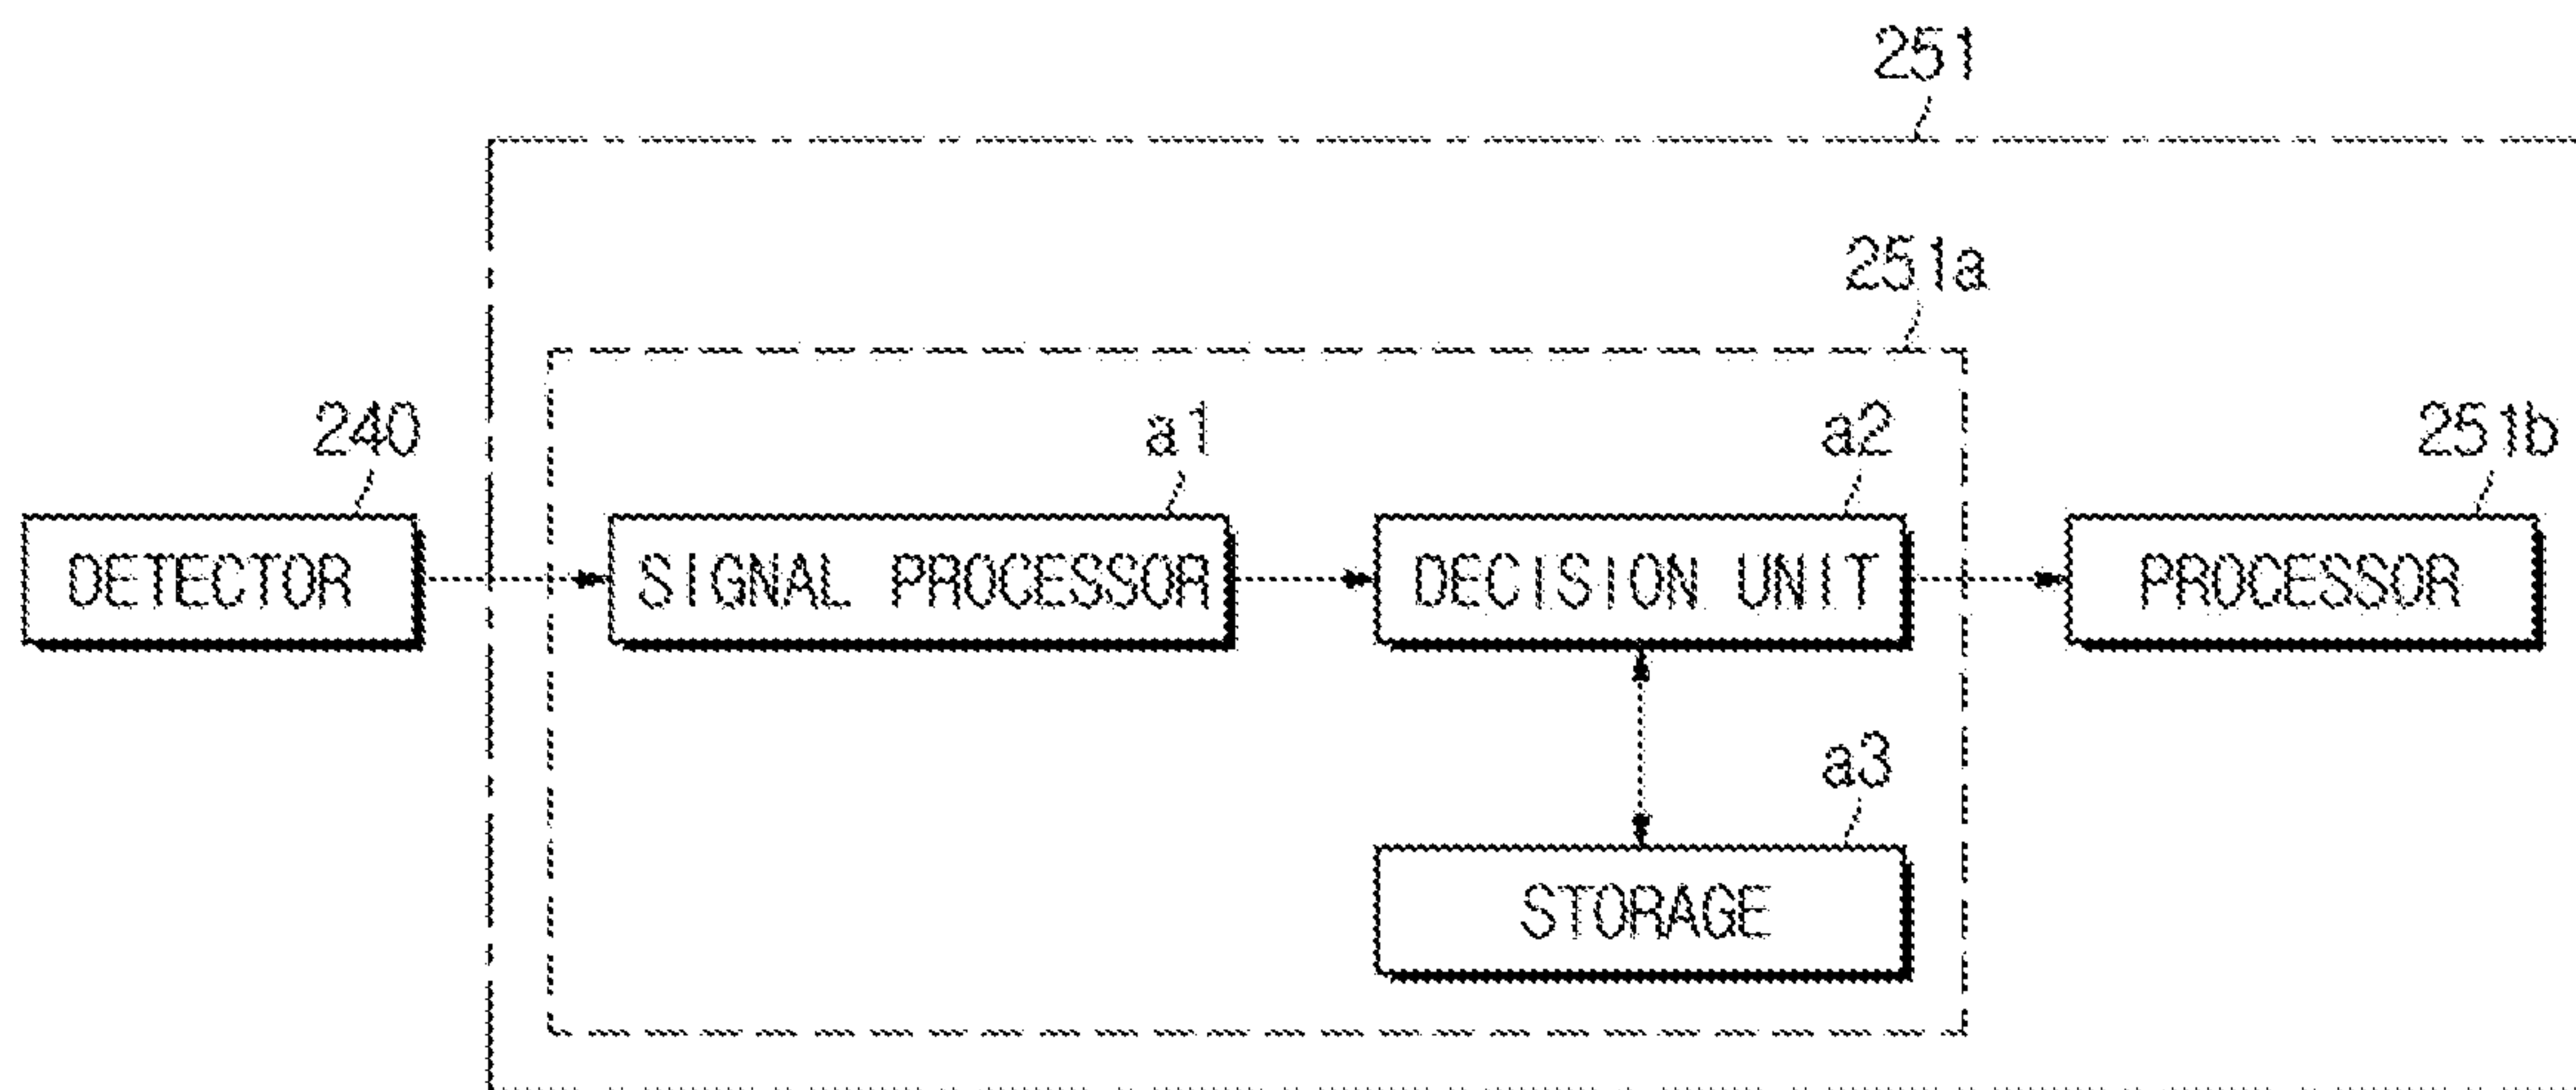 251
251a
240
a1
a2
251b
DETECTOR
SIGNAL PROCESSOR
DECISION UNIT
PROCESSOR
a3
STORAGE